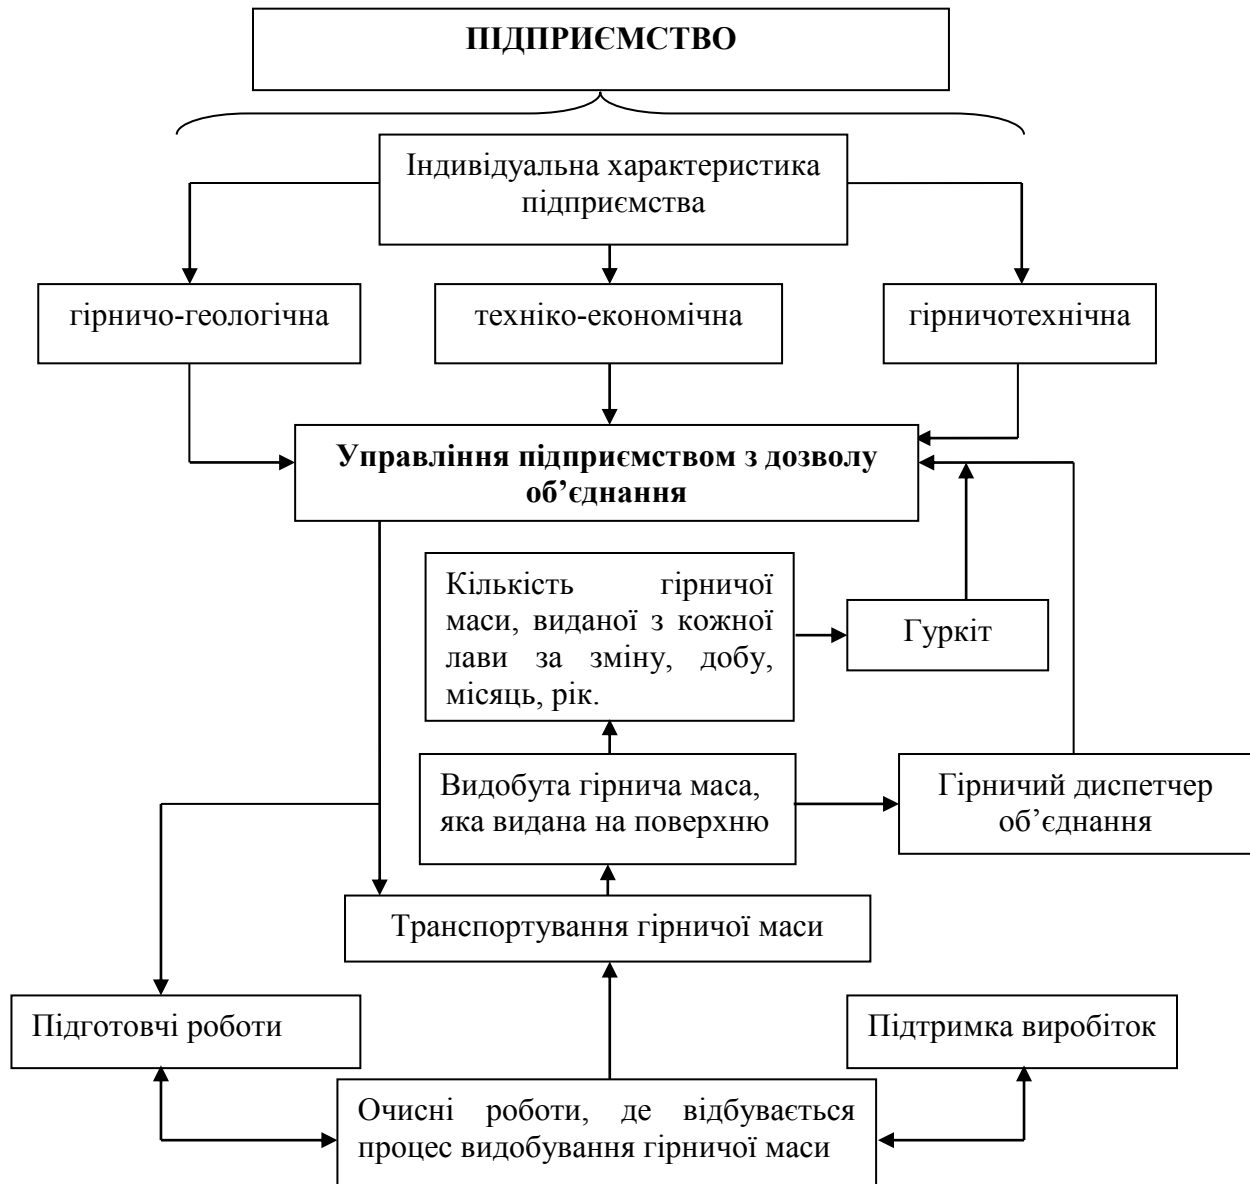 ПІДПРИЄМСТВО
Індивідуальна характеристика
підприємства
гірничо-геологічна
техніко-економічна
гірничотехнічна
Управління підприємством з дозволу
об’єднання
Кількість гірничої
маси, виданої з кожної
лави за зміну, добу,
місяць, рік.
Гуркіт
Видобута гірнича маса,
яка видана на поверхню
Гірничий диспетчер
об’єднання
Транспортування гірничої маси
Підготовчі роботи
Підтримка виробіток
Очисні роботи, де відбувається
процес видобування гірничої маси